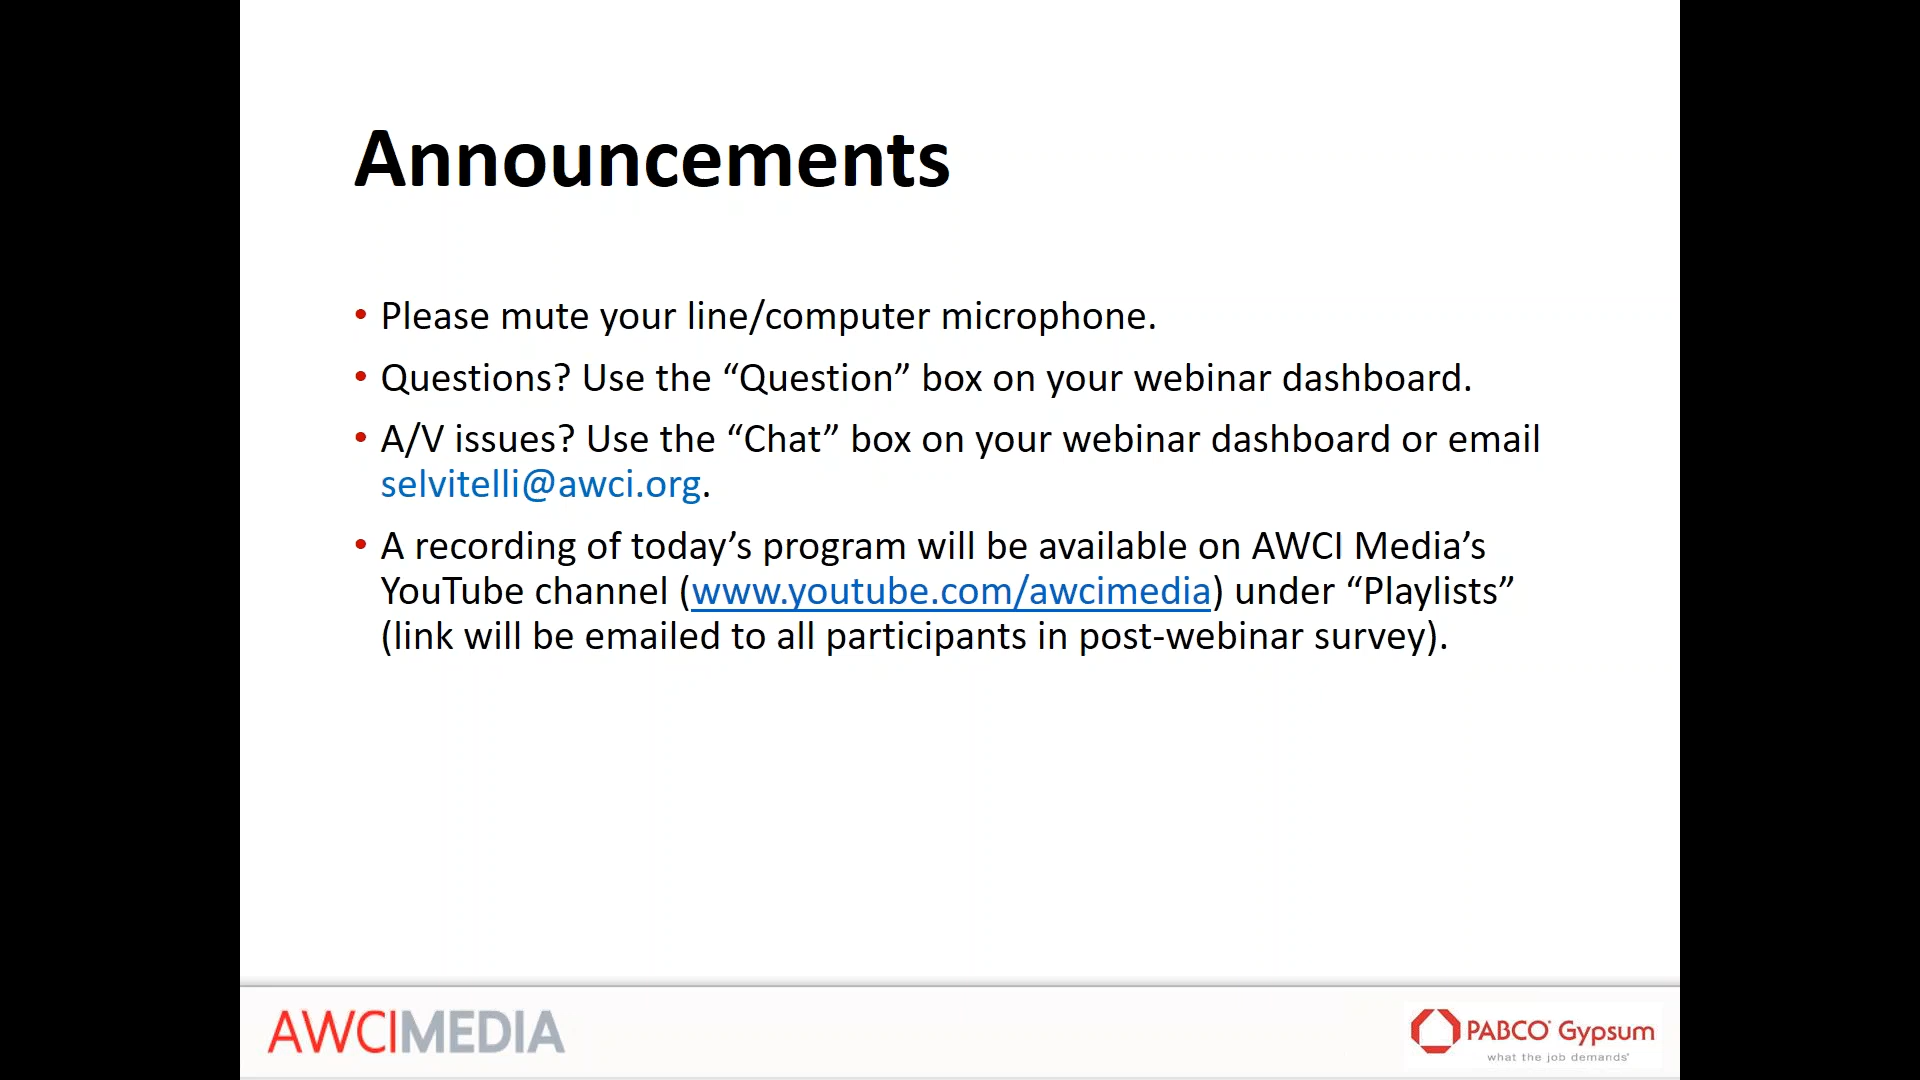 Announcements
• Please mute your line/computer microphone.
• Questions? Use the “Question” box on your webinar dashboard.
• A/V issues? Use the “Chat” box on your webinar dashboard or email
selvitelli@awci.org.
• A recording of today’s program will be available on AWCI Media’s
YouTube channel (www.youtube.com/awcimedia) under “Playlists”
(link will be emailed to all participants in post-webinar survey).
AWCIMEDIA
PABCO® Gypsum
what the job demands®